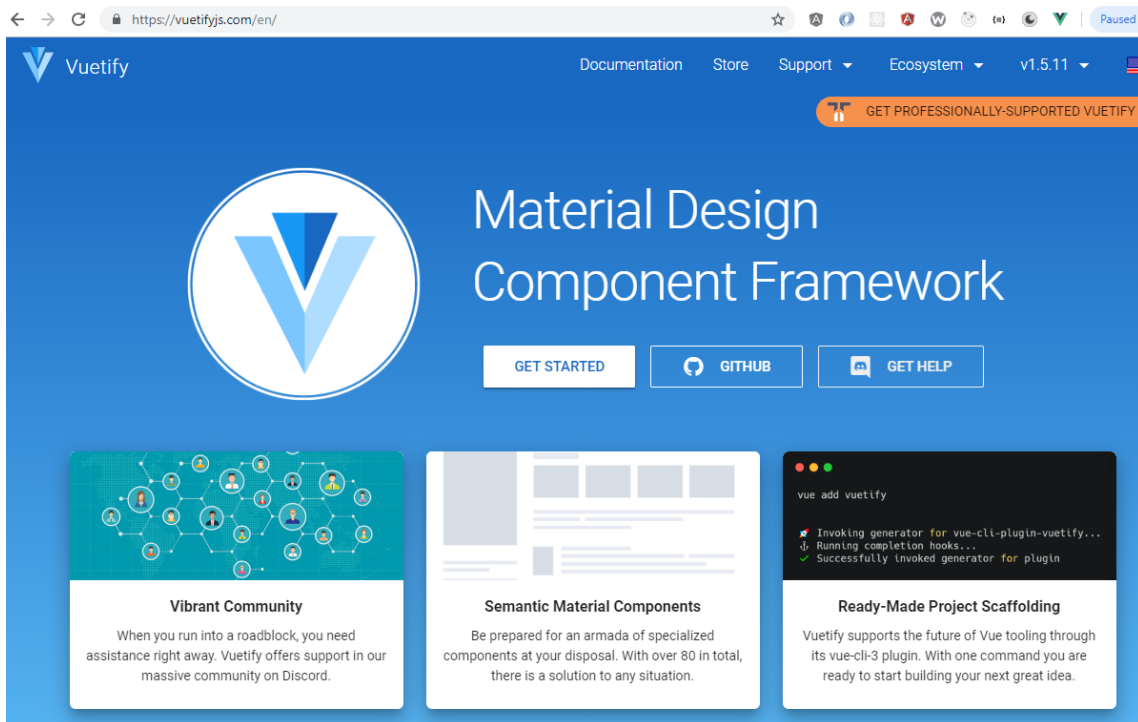 https://vuetifyjs.com/en/
Paused
Vuetify
Documentation Store Support Ecosystem v1.5.11
GET PROFESSIONALLY-SUPPORTED VUETIFY
Material Design
Component Framework
GET STARTED GITHUB GET HELP
vue add vuetify
Invoking generator for vue-cli-plugin-vuetify...
Running completion hooks...
Successfully invoked generator for plugin
Vibrant Community
When you run into a roadblock, you need
assistance right away. Vuetify offers support in our
massive community on Discord.
Semantic Material Components
Be prepared for an armada of specialized
components at your disposal. With over 80 in total,
there is a solution to any situation.
Ready-Made Project Scaffolding
Vuetify supports the future of Vue tooling through
its vue-cli-3 plugin. With one command you are
ready to start building your next great idea.